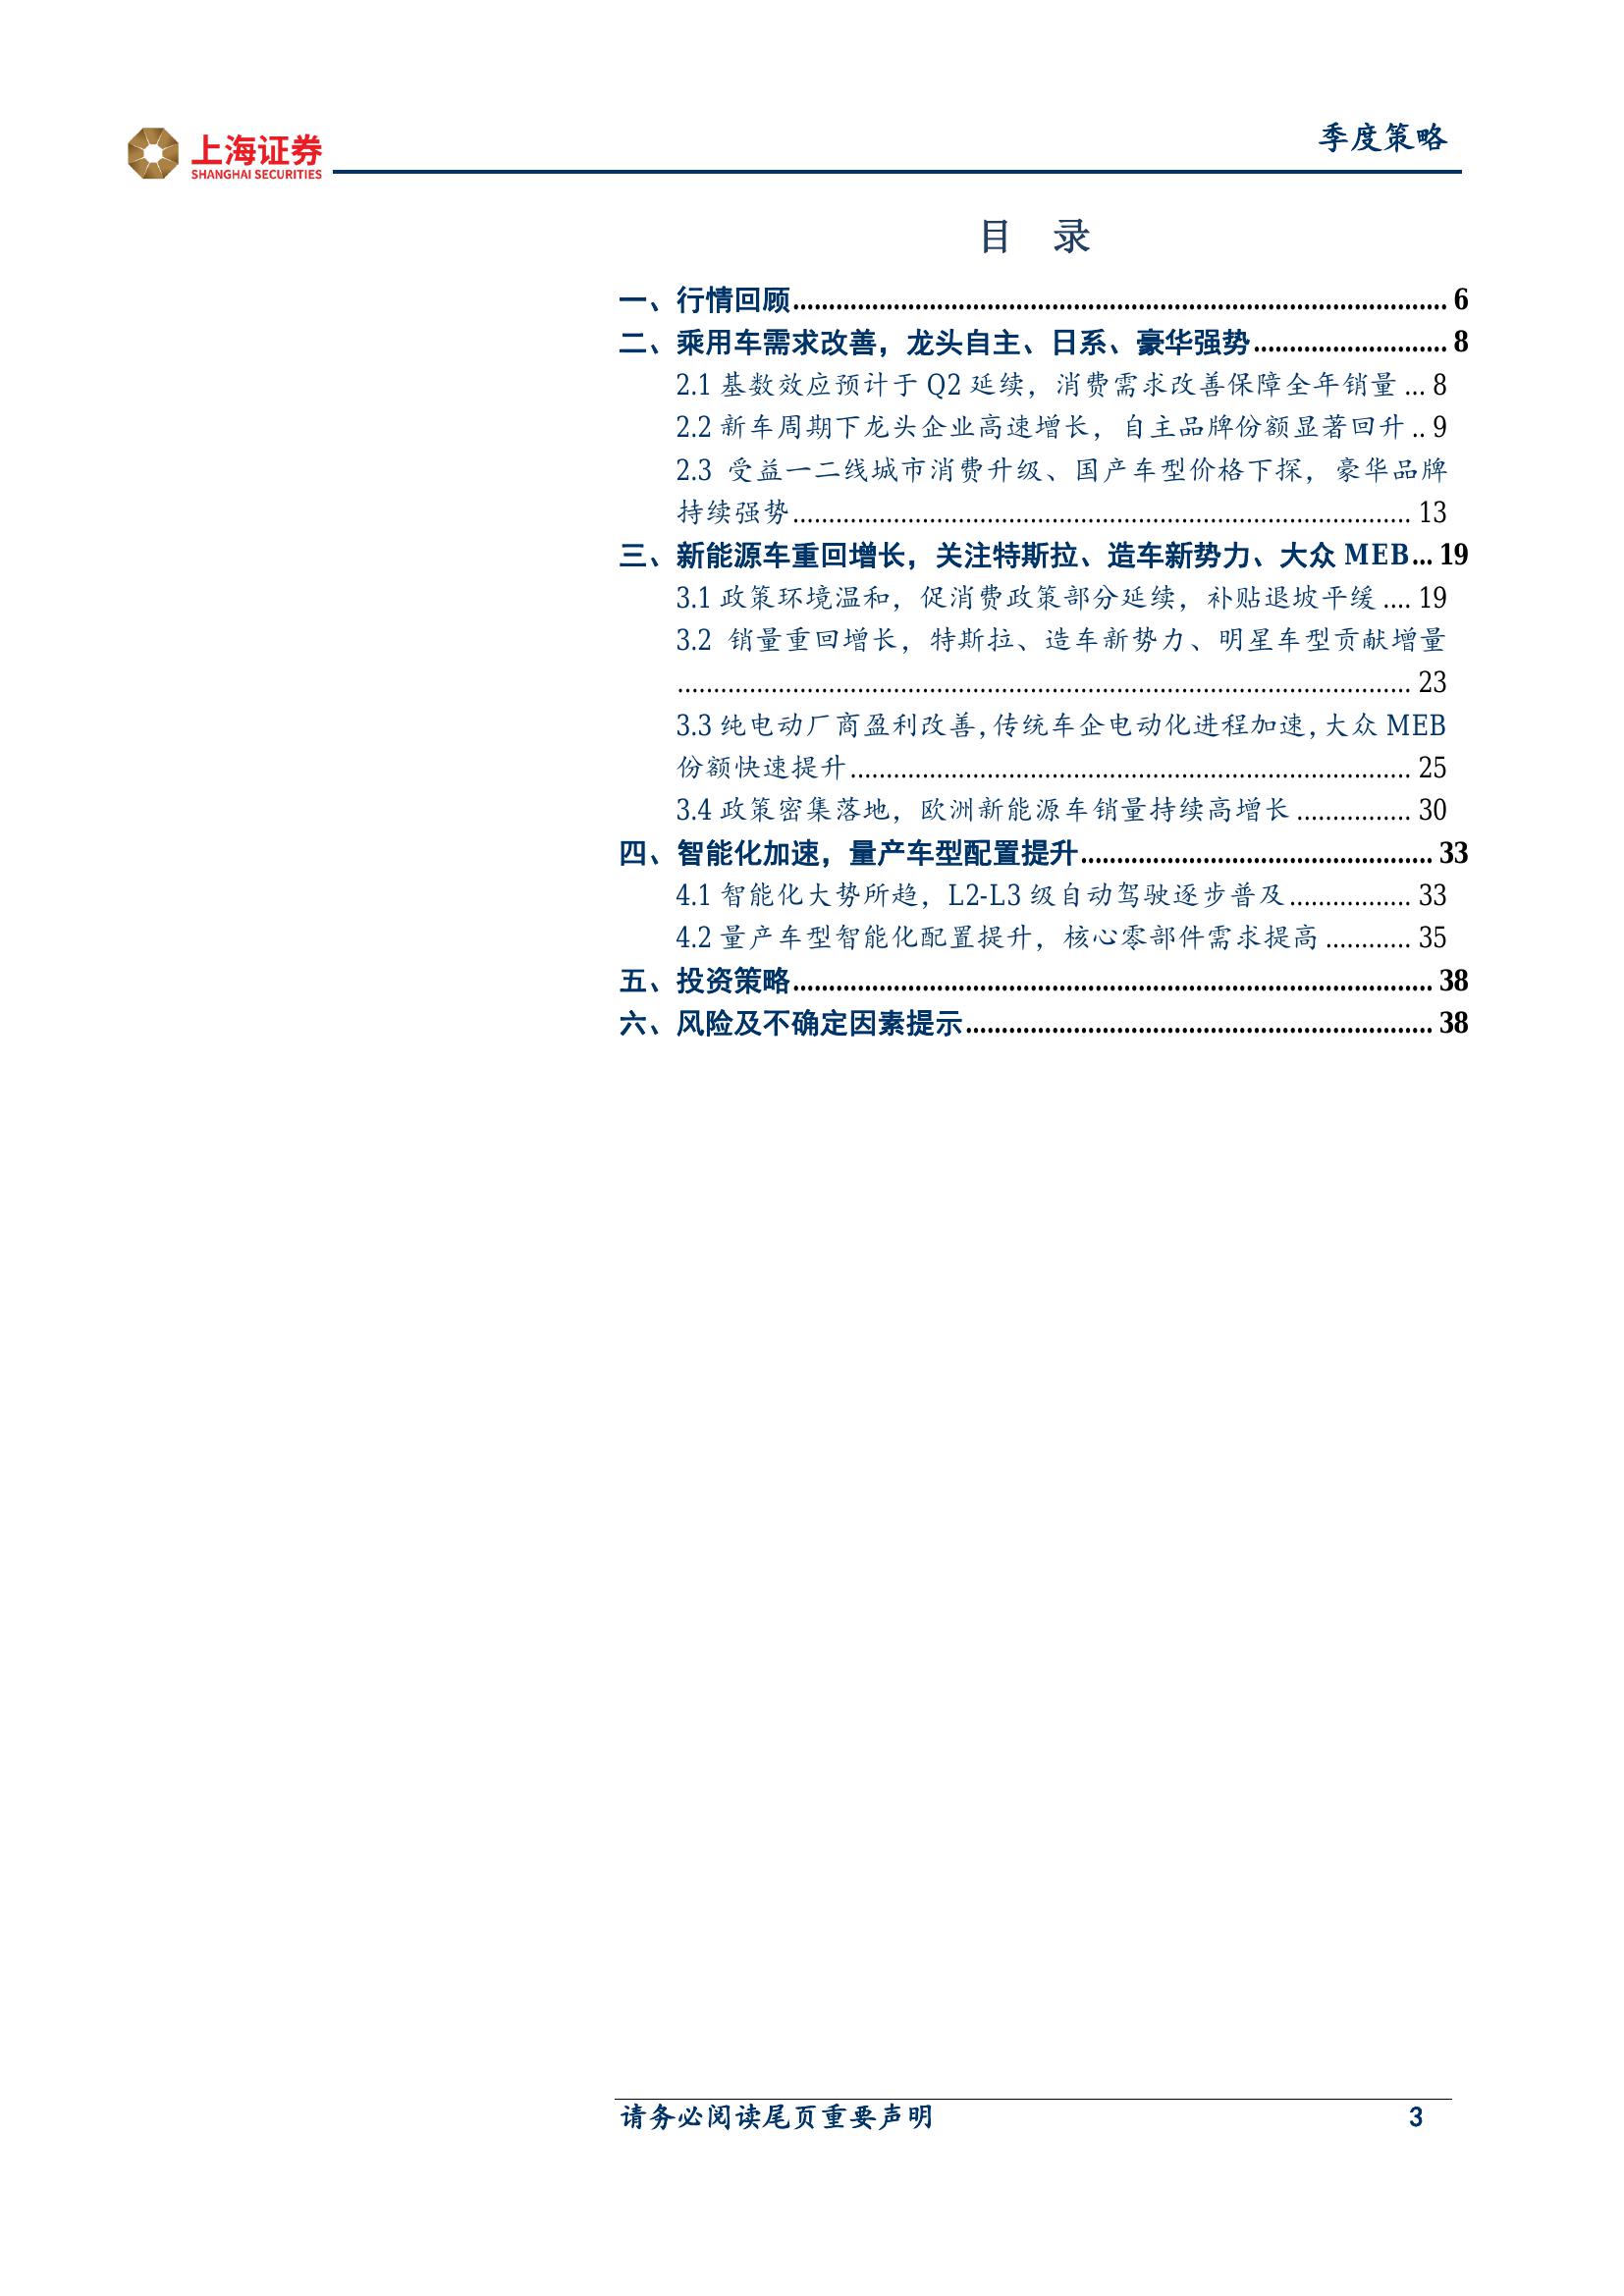 上海证券
SHANGHAI SECURITIES
季度策略
目 录
一、行情回顾........................................................................................... 6
二、乘用车需求改善，龙头自主、日系、豪华强势........................... 8
2.1 基数效应预计于 Q2 延续，消费需求改善保障全年销量 ... 8
2.2 新车周期下龙头企业高速增长，自主品牌份额显著回升 .. 9
2.3 受益一二线城市消费升级、国产车型价格下探，豪华品牌
持续强势...................................................................................... 13
三、新能源车重回增长，关注特斯拉、造车新势力、大众 MEB... 19
3.1 政策环境温和，促消费政策部分延续，补贴退坡平缓 .... 19
3.2 销量重回增长，特斯拉、造车新势力、明星车型贡献增量
...................................................................................................... 23
3.3 纯电动厂商盈利改善，传统车企电动化进程加速，大众 MEB
份额快速提升.............................................................................. 25
3.4 政策密集落地，欧洲新能源车销量持续高增长 ................ 30
四、智能化加速，量产车型配置提升................................................. 33
4.1 智能化大势所趋，L2-L3 级自动驾驶逐步普及................. 33
4.2 量产车型智能化配置提升，核心零部件需求提高 ............ 35
五、投资策略......................................................................................... 38
六、风险及不确定因素提示................................................................. 38
请务必阅读尾页重要声明 3